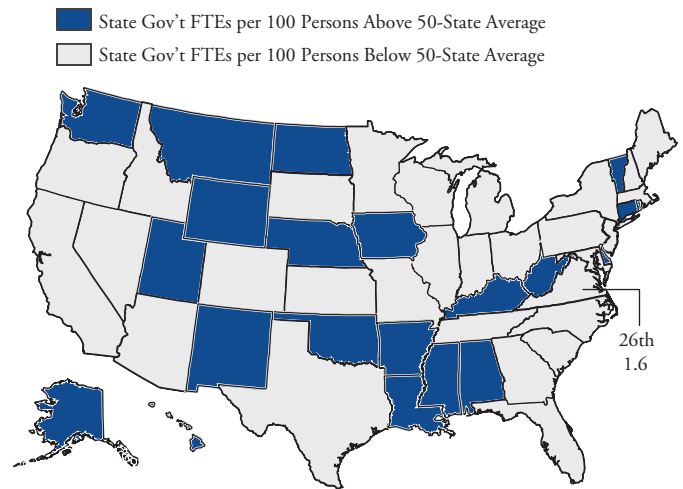 State Gov't FTEs per 100 Persons Above 50-State Average
State Gov't FTEs per 100 Persons Below 50-State Average
26th
1.6